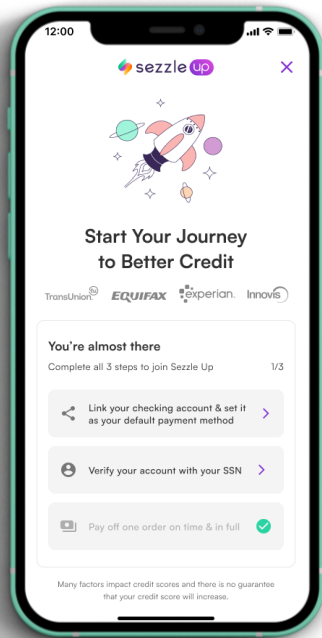 12:00
sezzle up
Start Your Journey
to Better Credit
TransUnion tu
EQUIFAX
experian.
Innovis
You're almost there
Complete all 3 steps to join Sezzle Up 1/3
Link your checking account & set it
as your default payment method
Verify your account with your SSN
Pay off one order on time & in full
Many factors impact credit scores and there is no guarantee
that your credit score will increase.